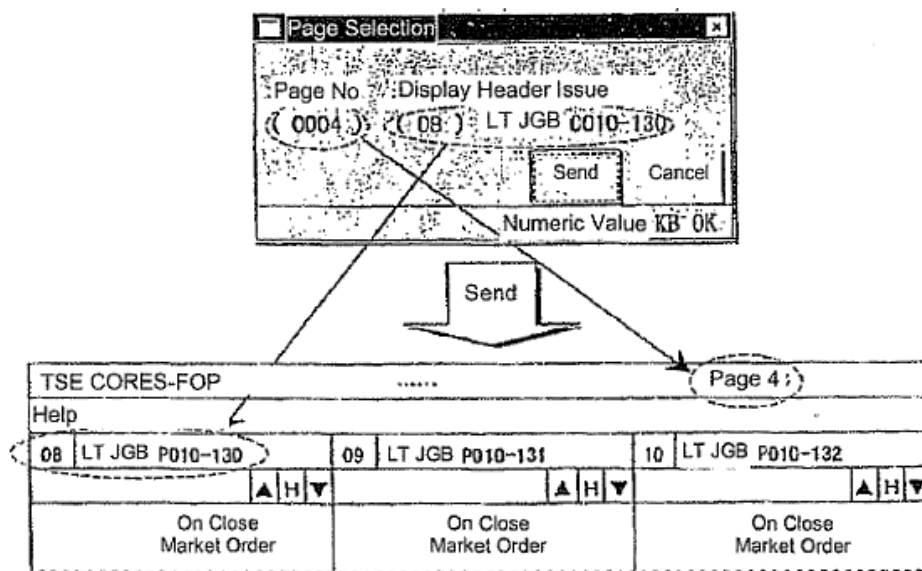 Page Selection
Page No Display Header Issue
( 0004 ) ( 08 ) LT JGB C010-130
Send Cancel
Numeric Value KB OK
Send
TSE CORES-FOP ...... Page 4
Help
08 LT JGB P010-130 09 LT JGB P010-131 10 LT JGB P010-132
H H H
On Close On Close On Close
Market Order Market Order Market Order